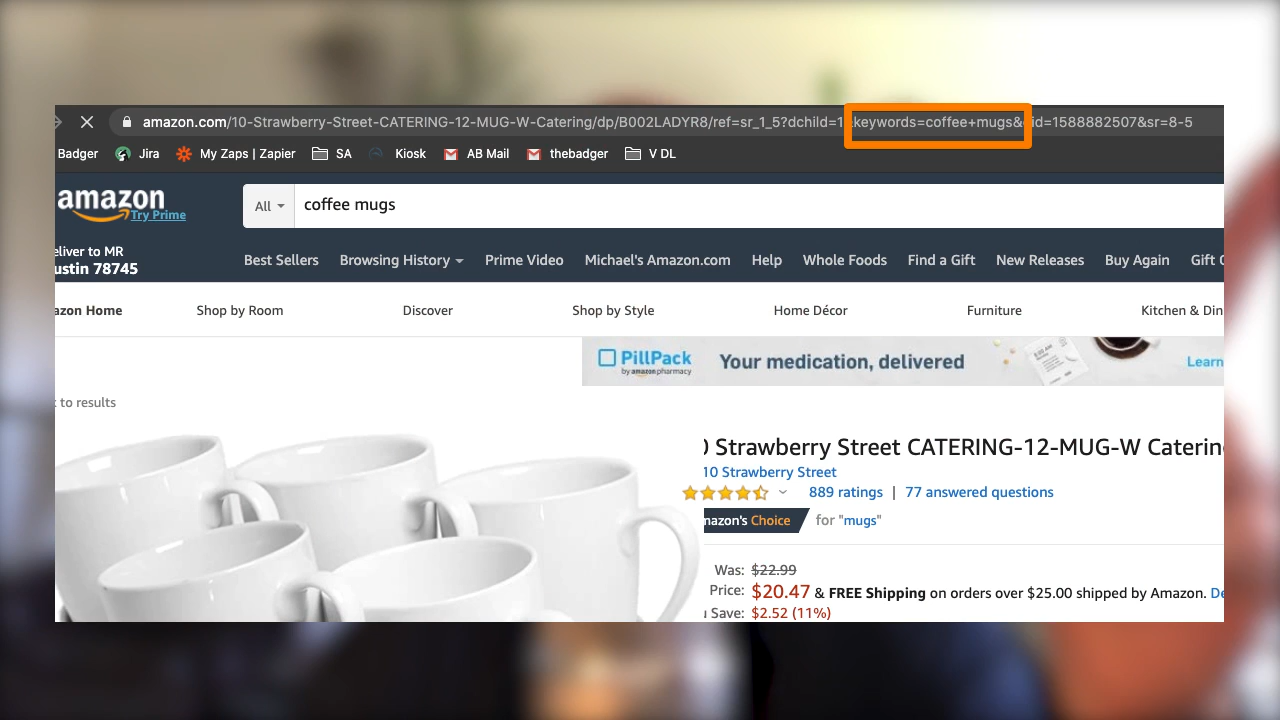 amazon.com/10-Strawberry-Street-CATERING-12-MUG-W-Catering/dp/B002LADYR8/ref=sr_1_5?dchild=1&keywords=coffee+mugs&qid=1588882507&sr=8-5
Badger Jira My Zaps | Zapier SA Kiosk AB Mail thebadger V DL
amazon
Try Prime
All coffee mugs
eliver to MR
ustin 78745
Best Sellers Browsing History Prime Video Michael's Amazon.com Help Whole Foods Find a Gift New Releases Buy Again Gift C
azon Home Shop by Room Discover Shop by Style Home Décor Furniture Kitchen & Din
PillPack
by amazon pharmacy
Your medication, delivered
Learn
to results
0 Strawberry Street CATERING-12-MUG-W Caterin
10 Strawberry Street
889 ratings | 77 answered questions
mazon's Choice for "mugs"
Was: $22.99
Price: $20.47 & FREE Shipping on orders over $25.00 shipped by Amazon. De
u Save: $2.52 (11%)